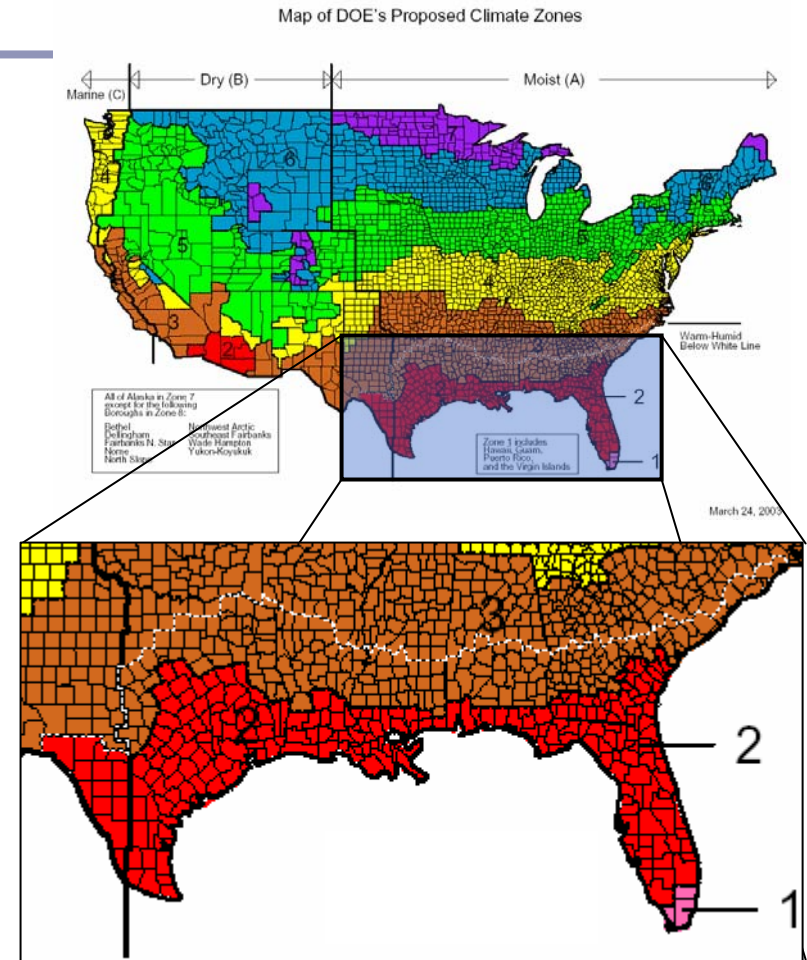 Map of DOE's Proposed Climate Zones
Marine (C)
Dry (B)
Moist (A)
7
6
6
4
5
5
4
3
2
3
Warm-Humid
Below White Line
All of Alaska in Zone 7
except for the following
Boroughs in Zone 8:
Bethel
Dellingham
Fairbanks N. Star
Nome
North Slope
Northwest Arctic
Southeast Fairbanks
Wade Hampton
Yukon-Koyukuk
2
Zone 1 includes
Hawaii, Guam,
Puerto Rico,
and the Virgin Islands
1
March 24, 2003
3
2
2
1